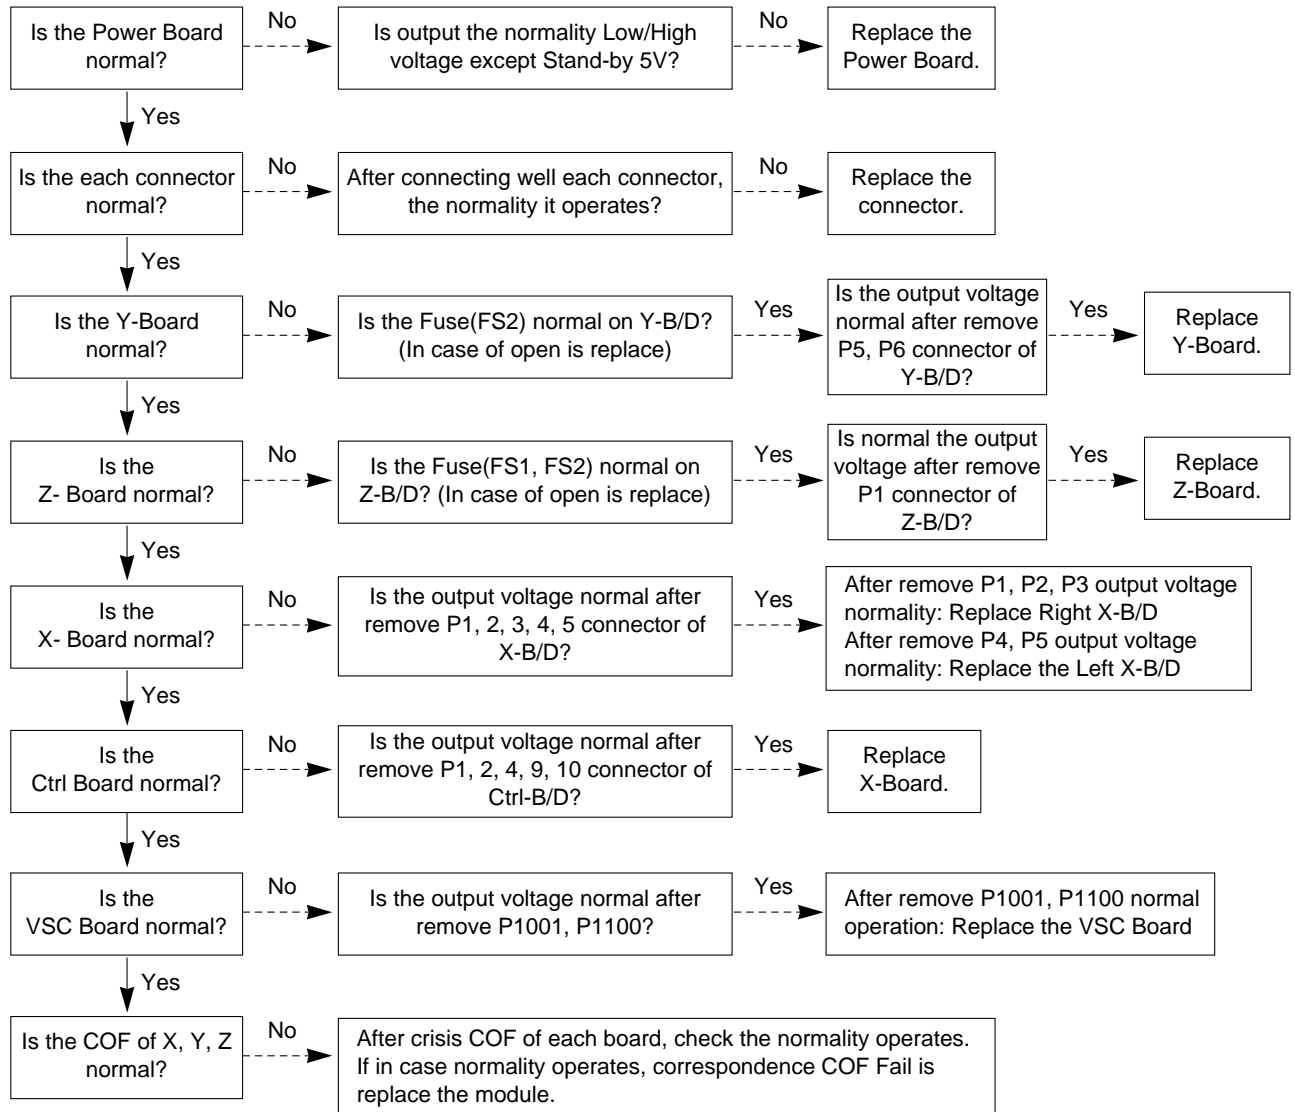 Is the Power Board
normal?
No
Is output the normality Low/High
voltage except Stand-by 5V?
No
Replace the
Power Board.
Yes
Is the each connector
normal?
No
After connecting well each connector,
the normality it operates?
No
Replace the
connector.
Yes
Is the Y-Board
normal?
No
Is the Fuse(FS2) normal on Y-B/D?
(In case of open is replace)
Yes
Is the output voltage
normal after remove
P5, P6 connector of
Y-B/D?
Yes
Replace
Y-Board.
Yes
Is the
Z- Board normal?
No
Is the Fuse(FS1, FS2) normal on
Z-B/D? (In case of open is replace)
Yes
Is normal the output
voltage after remove
P1 connector of
Z-B/D?
Yes
Replace
Z-Board.
Yes
Is the
X- Board normal?
No
Is the output voltage normal after
remove P1, 2, 3, 4, 5 connector of
X-B/D?
Yes
After remove P1, P2, P3 output voltage
normality: Replace Right X-B/D
After remove P4, P5 output voltage
normality: Replace the Left X-B/D
Yes
Is the
Ctrl Board normal?
No
Is the output voltage normal after
remove P1, 2, 4, 9, 10 connector of
Ctrl-B/D?
Yes
Replace
X-Board.
Yes
Is the
VSC Board normal?
No
Is the output voltage normal after
remove P1001, P1100?
Yes
After remove P1001, P1100 normal
operation: Replace the VSC Board
Yes
Is the COF of X, Y, Z
normal?
No
After crisis COF of each board, check the normality operates.
If in case normality operates, correspondence COF Fail is
replace the module.